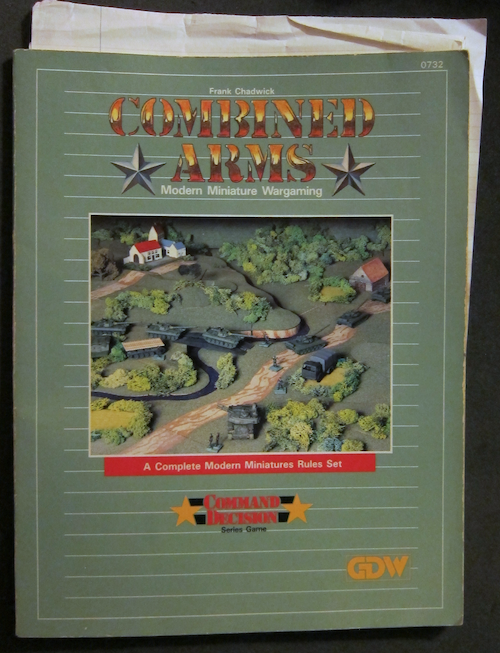 0732
Frank Chadwick
COMBINED
ARMS
Modern Miniature Wargaming
A Complete Modern Miniatures Rules Set
COMMAND
DECISION
Series Game
GDW